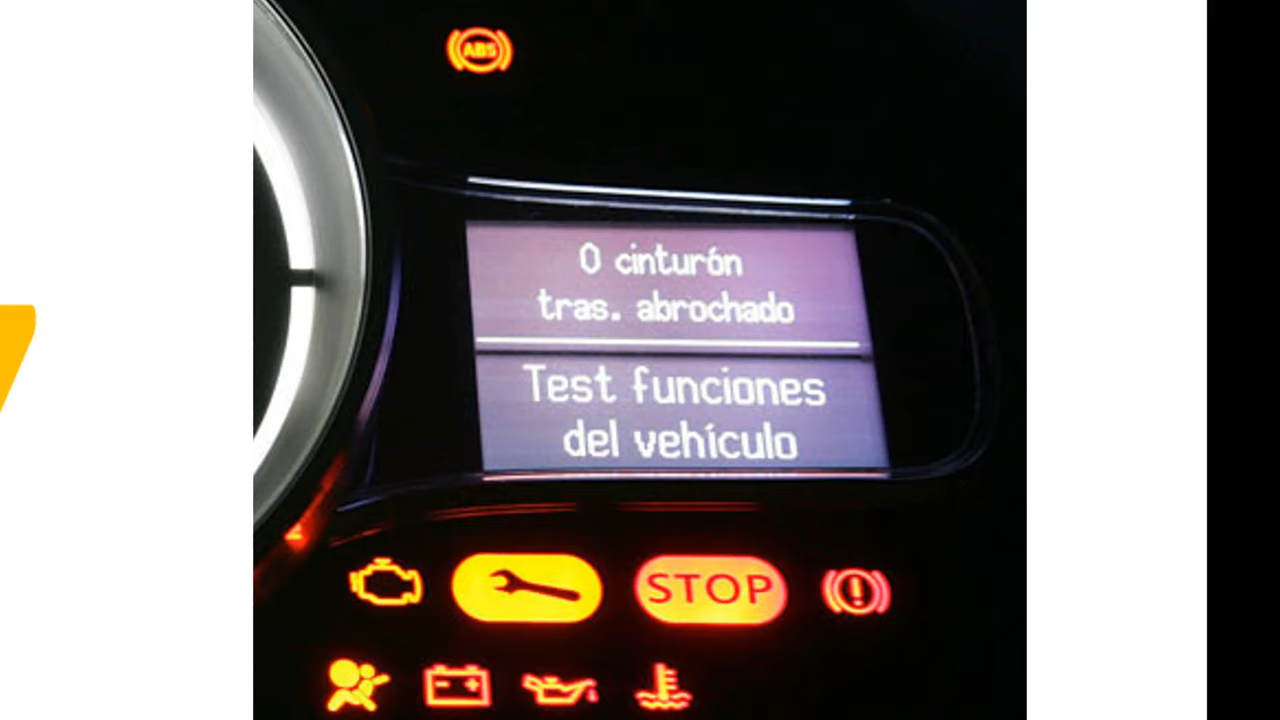 ABS
0 cinturón
tras. abrochado
Test funciones
del vehículo
STOP